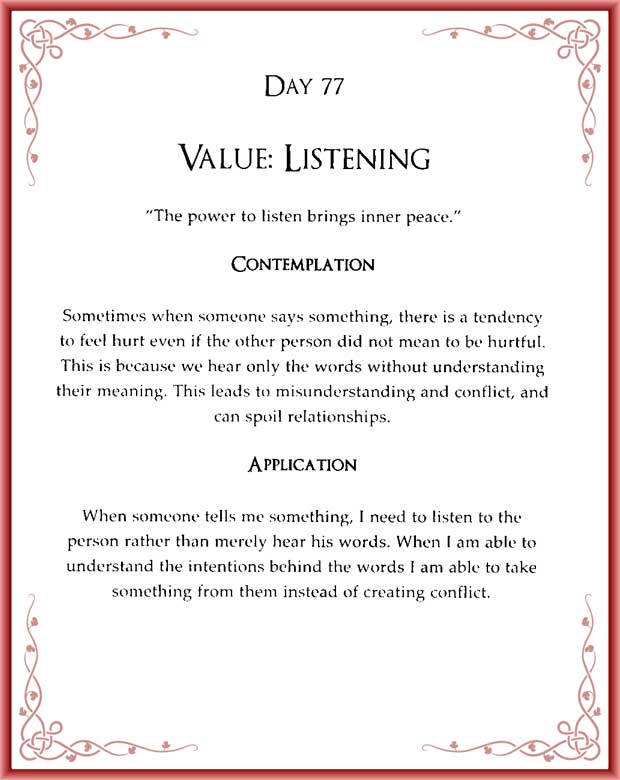 DAY 77
VALUE: LISTENING
"The power to listen brings inner peace."
CONTEMPLATION
Sometimes when someone says something, there is a tendency
to feel hurt even if the other person did not mean to be hurtful.
This is because we hear only the words without understanding
their meaning. This leads to misunderstanding and conflict, and
can spoil relationships.
APPLICATION
When someone tells me something, I need to listen to the
person rather than merely hear his words. When I am able to
understand the intentions behind the words I am able to take
something from them instead of creating conflict.